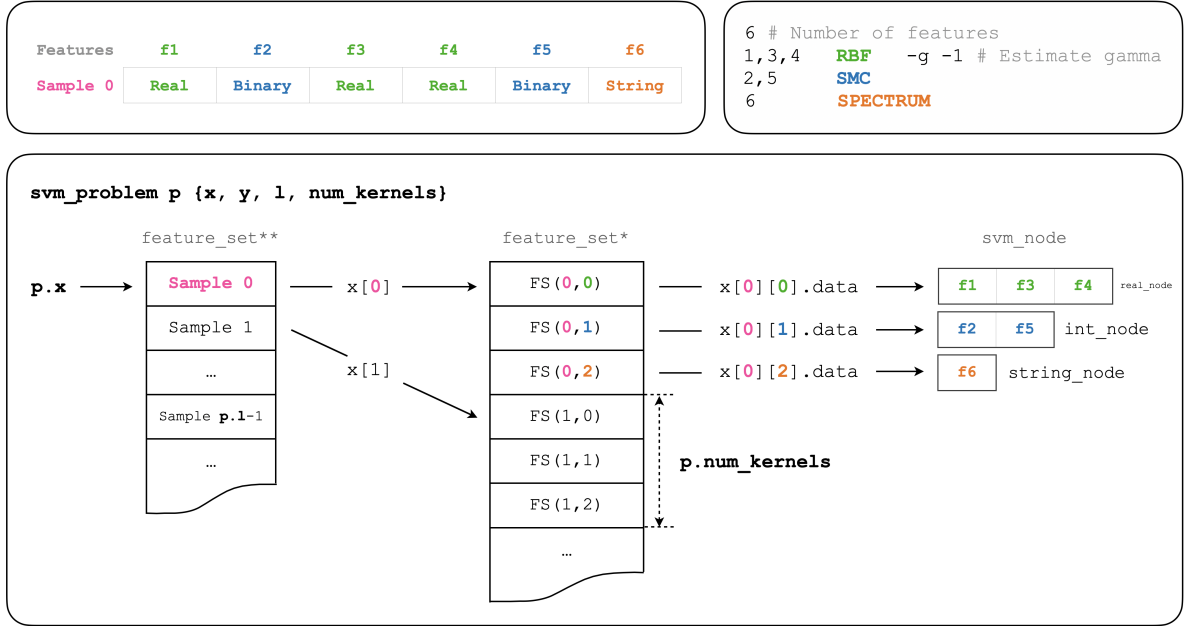 Features f1 f2 f3 f4 f5 f6
Sample 0 Real Binary Real Real Binary String
6 # Number of features
1,3,4 RBF -g -1 # Estimate gamma
2,5 SMC
6 SPECTRUM
svm_problem p {x, y, l, num_kernels}
feature_set** feature_set* svm_node
p.x Sample 0 x[0] FS(0,0) x[0][0].data f1 f3 f4 real_node
Sample 1 FS(0,1) x[0][1].data f2 f5 int_node
… x[1] FS(0,2) x[0][2].data f6 string_node
Sample p.l-1 FS(1,0)
… FS(1,1) p.num_kernels
FS(1,2)
…